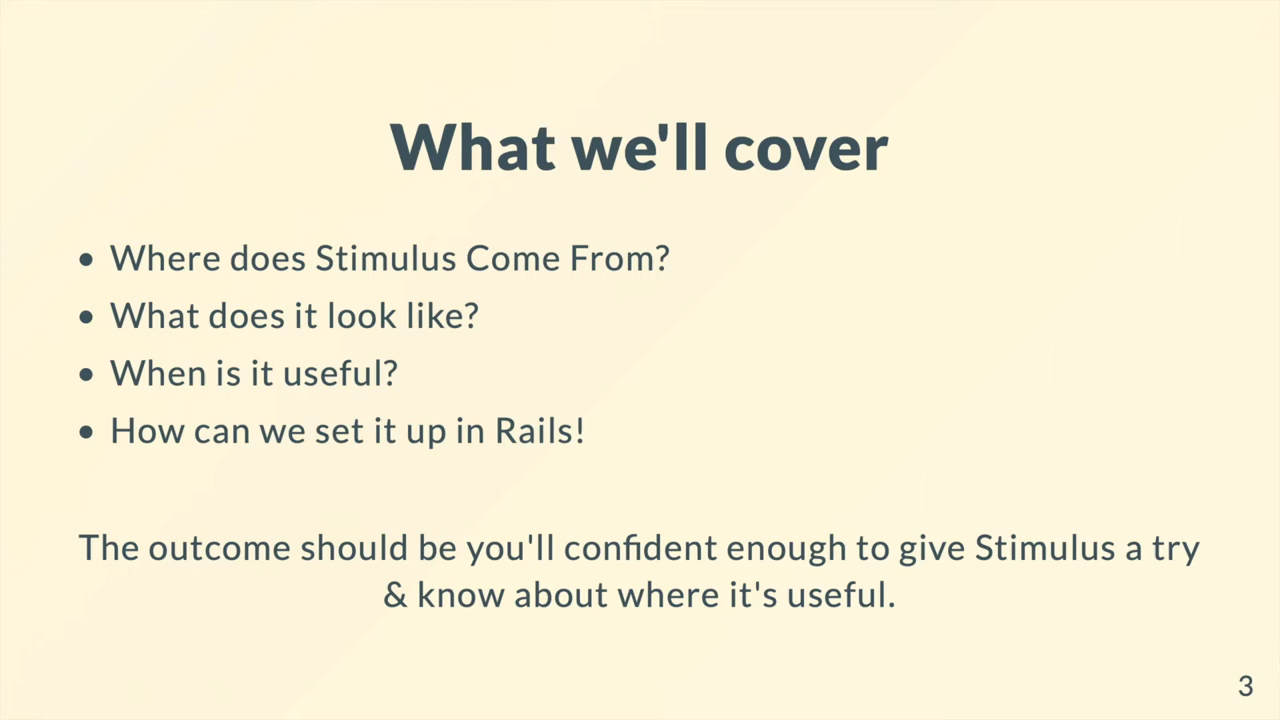 What we'll cover
• Where does Stimulus Come From?
• What does it look like?
• When is it useful?
• How can we set it up in Rails!
The outcome should be you'll confident enough to give Stimulus a try
& know about where it's useful.
3